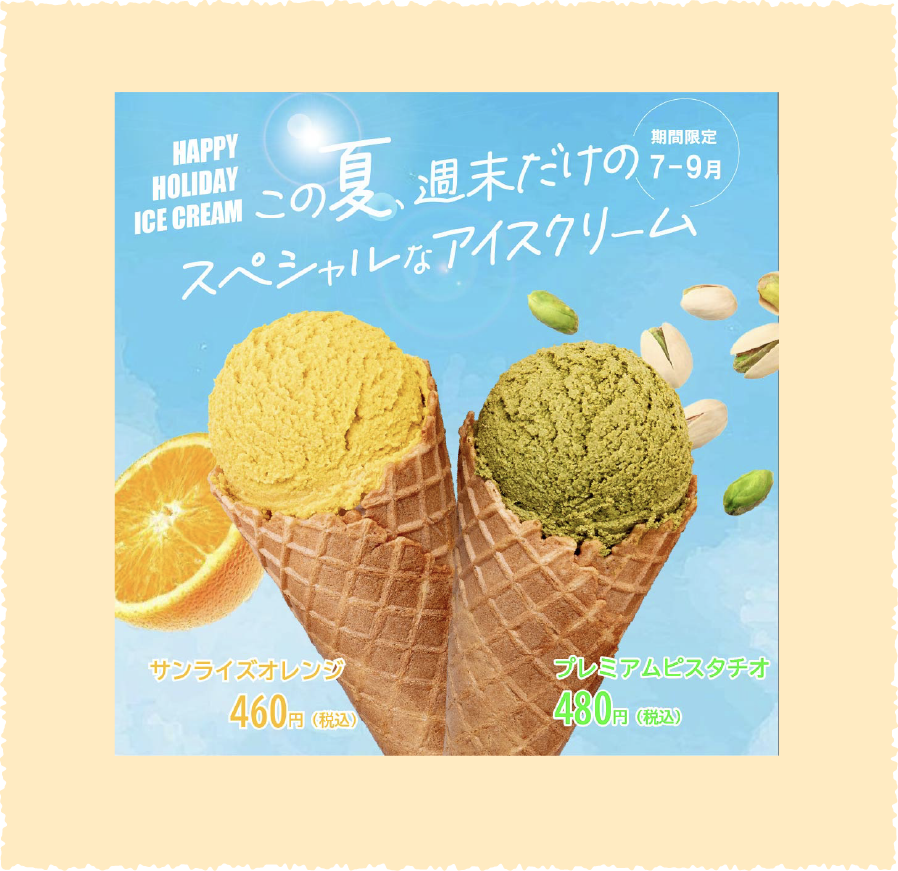 HAPPY
HOLIDAY
ICE CREAM
この夏、週末だけの
スペシャルなアイスクリーム
期間限定
7-9月
サンライズオレンジ
460円（税込）
プレミアムピスタチオ
480円（税込）